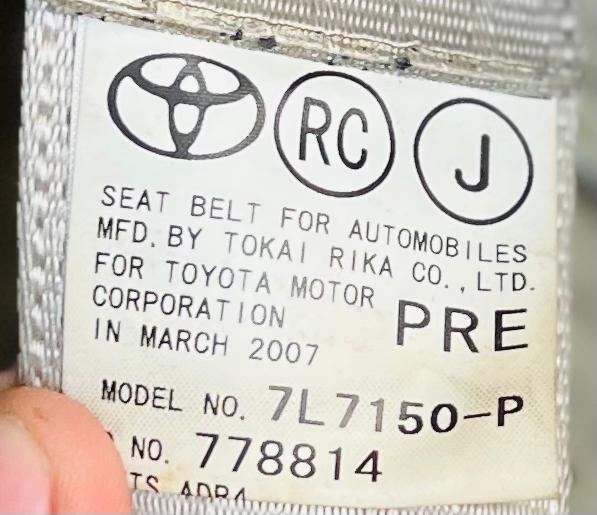 RC J
SEAT BELT FOR AUTOMOBILES
MFD. BY TOKAI RIKA CO., LTD.
FOR TOYOTA MOTOR
CORPORATION PRE
IN MARCH 2007
MODEL NO. 7L7150-P
NO. 778814
ADR4